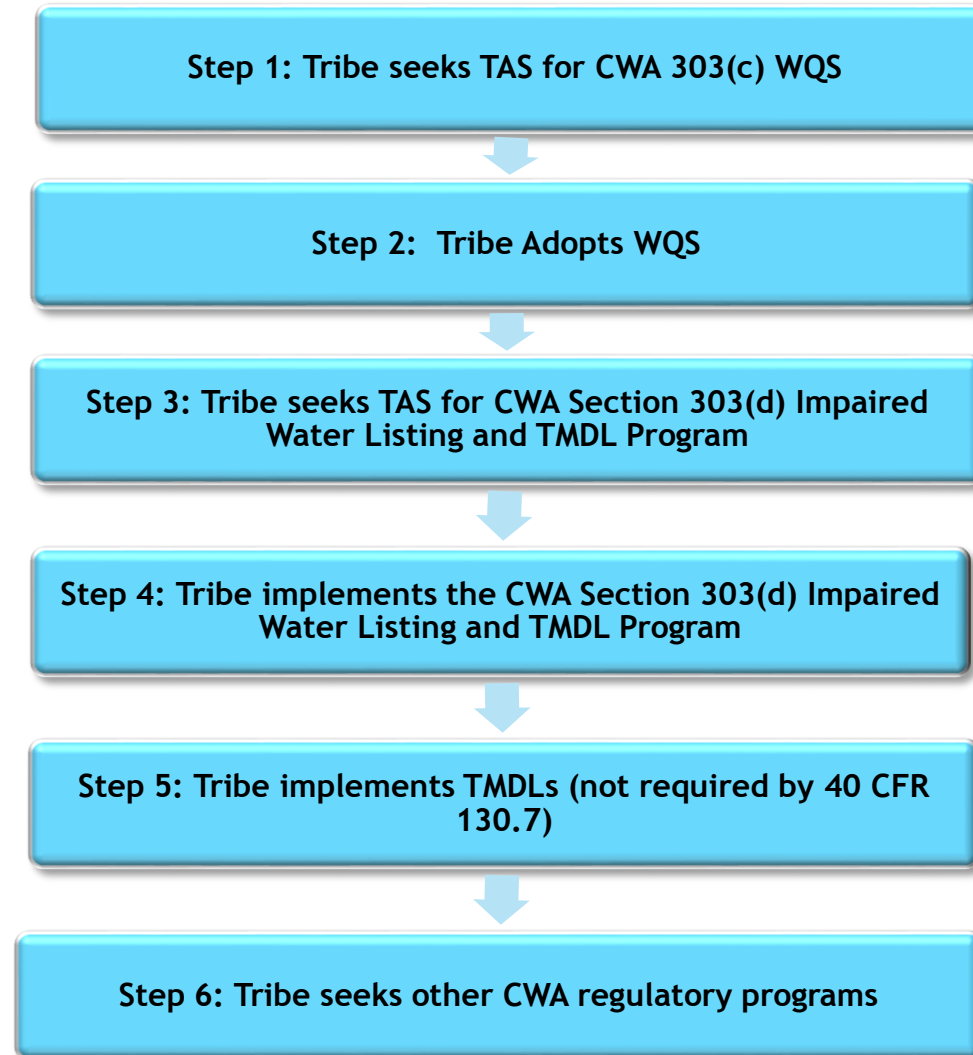 Step 1: Tribe seeks TAS for CWA 303(c) WQS
Step 2: Tribe Adopts WQS
Step 3: Tribe seeks TAS for CWA Section 303(d) Impaired
Water Listing and TMDL Program
Step 4: Tribe implements the CWA Section 303(d) Impaired
Water Listing and TMDL Program
Step 5: Tribe implements TMDLs (not required by 40 CFR
130.7)
Step 6: Tribe seeks other CWA regulatory programs